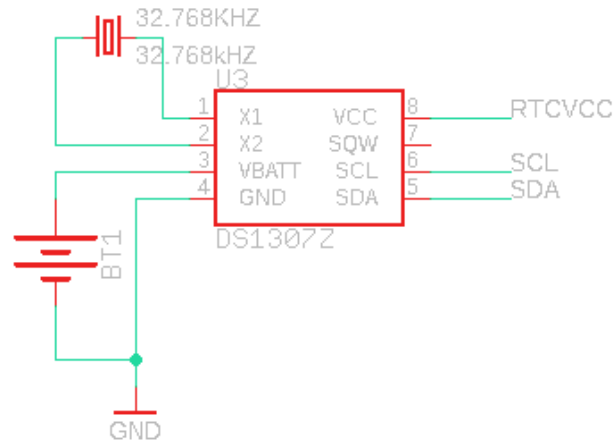 32.768KHZ
32.768kHZ
U3
1 X1 VCC 8 RTCVCC
2 X2 SQW 7
3 VBATT SCL 6 SCL
4 GND SDA 5 SDA
DS1307Z
BT1
GND